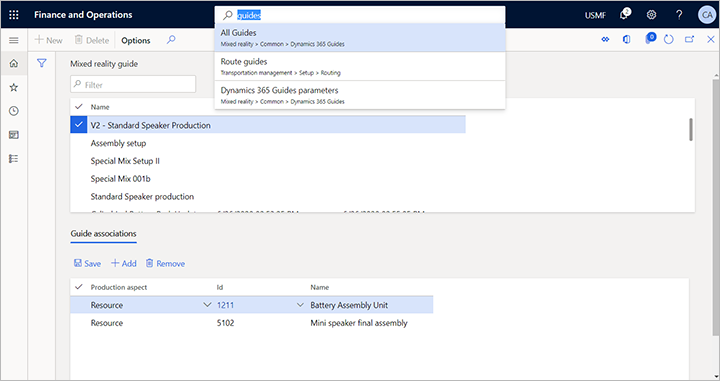 Finance and Operations
guides
USMF
2
?
CA
All Guides
Mixed reality > Common > Dynamics 365 Guides
Route guides
Transportation management > Setup > Routing
Dynamics 365 Guides parameters
Mixed reality > Common > Dynamics 365 Guides
New
Delete
Options
0
Mixed reality guide
Filter
Name
V2 - Standard Speaker Production
Assembly setup
Special Mix Setup II
Special Mix 001b
Standard Speaker production
Guide associations
Save
Add
Remove
Production aspect Id Name
Resource 1211 Battery Assembly Unit
Resource 5102 Mini speaker final assembly